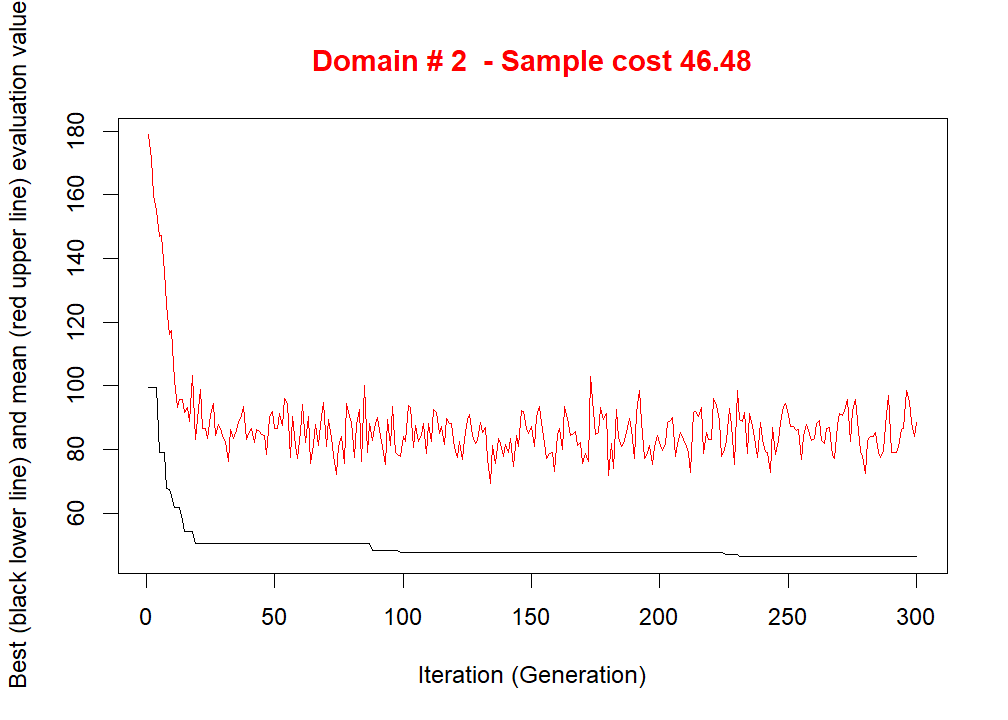 Domain # 2  - Sample cost 46.48
Best (black lower line) and mean (red upper line) evaluation value
180
160
140
120
100
80
60
0 50 100 150 200 250 300
Iteration (Generation)